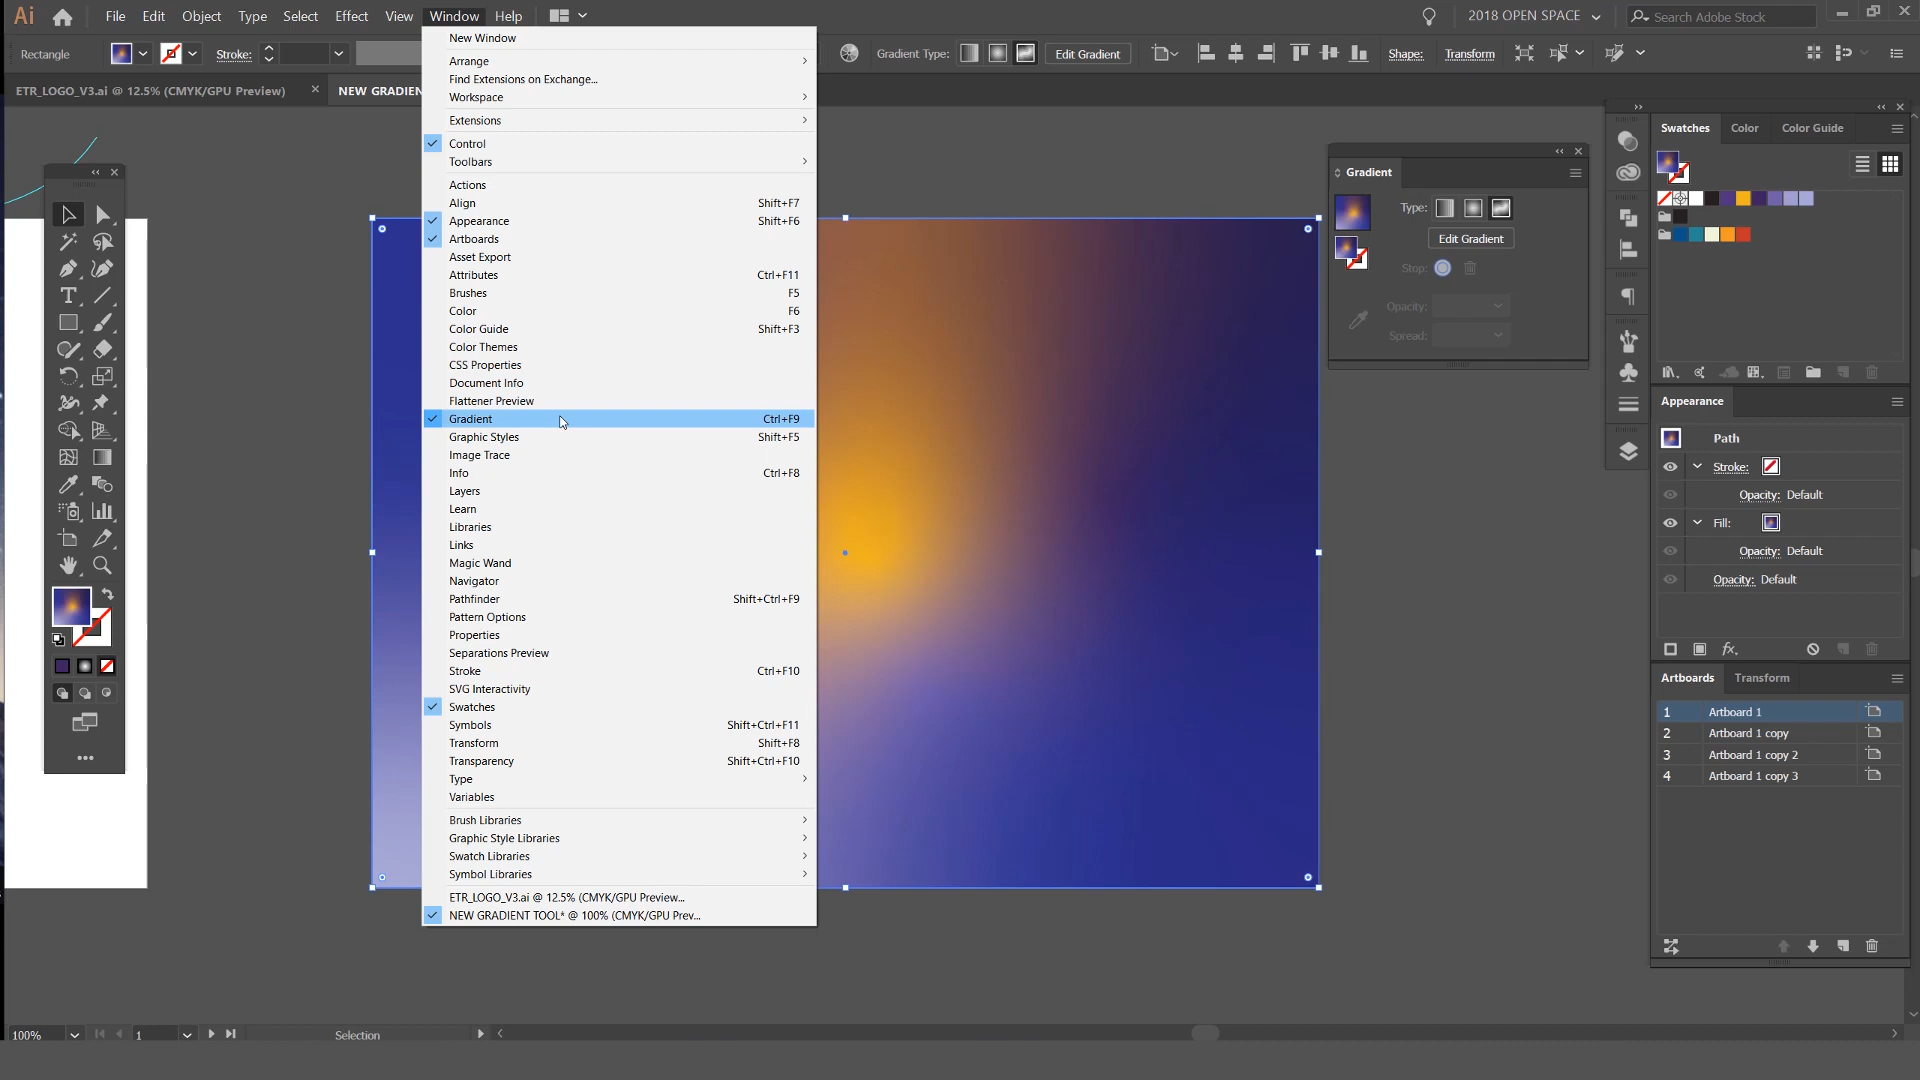 Ai File Edit Object Type Select Effect View Window Help 2018 OPEN SPACE Search Adobe Stock
Rectangle Stroke: Gradient Type: Edit Gradient Shape: Transform
ETR_LOGO_V3.ai @ 12.5% (CMYK/GPU Preview) NEW GRADIEN
New Window
Arrange
Find Extensions on Exchange...
Workspace
Extensions
Control
Toolbars
Actions
Align Shift+F7
Appearance Shift+F6
Artboards
Asset Export
Attributes Ctrl+F11
Brushes F5
Color F6
Color Guide Shift+F3
Color Themes
CSS Properties
Document Info
Flattener Preview
Gradient Ctrl+F9
Graphic Styles Shift+F5
Image Trace
Info Ctrl+F8
Layers
Learn
Libraries
Links
Magic Wand
Navigator
Pathfinder Shift+Ctrl+F9
Pattern Options
Properties
Separations Preview
Stroke Ctrl+F10
SVG Interactivity
Swatches
Symbols Shift+Ctrl+F11
Transform Shift+F8
Transparency Shift+Ctrl+F10
Type
Variables
Brush Libraries
Graphic Style Libraries
Swatch Libraries
Symbol Libraries
ETR_LOGO_V3.ai @ 12.5% (CMYK/GPU Preview...
NEW GRADIENT TOOL* @ 100% (CMYK/GPU Prev...
Gradient
Type:
Edit Gradient
Stop:
Opacity:
Spread:
Swatches Color Color Guide
Appearance
Path
Stroke:
Opacity: Default
Fill:
Opacity: Default
Opacity: Default
Artboards Transform
1 Artboard 1
2 Artboard 1 copy
3 Artboard 1 copy 2
4 Artboard 1 copy 3
100% 1 Selection